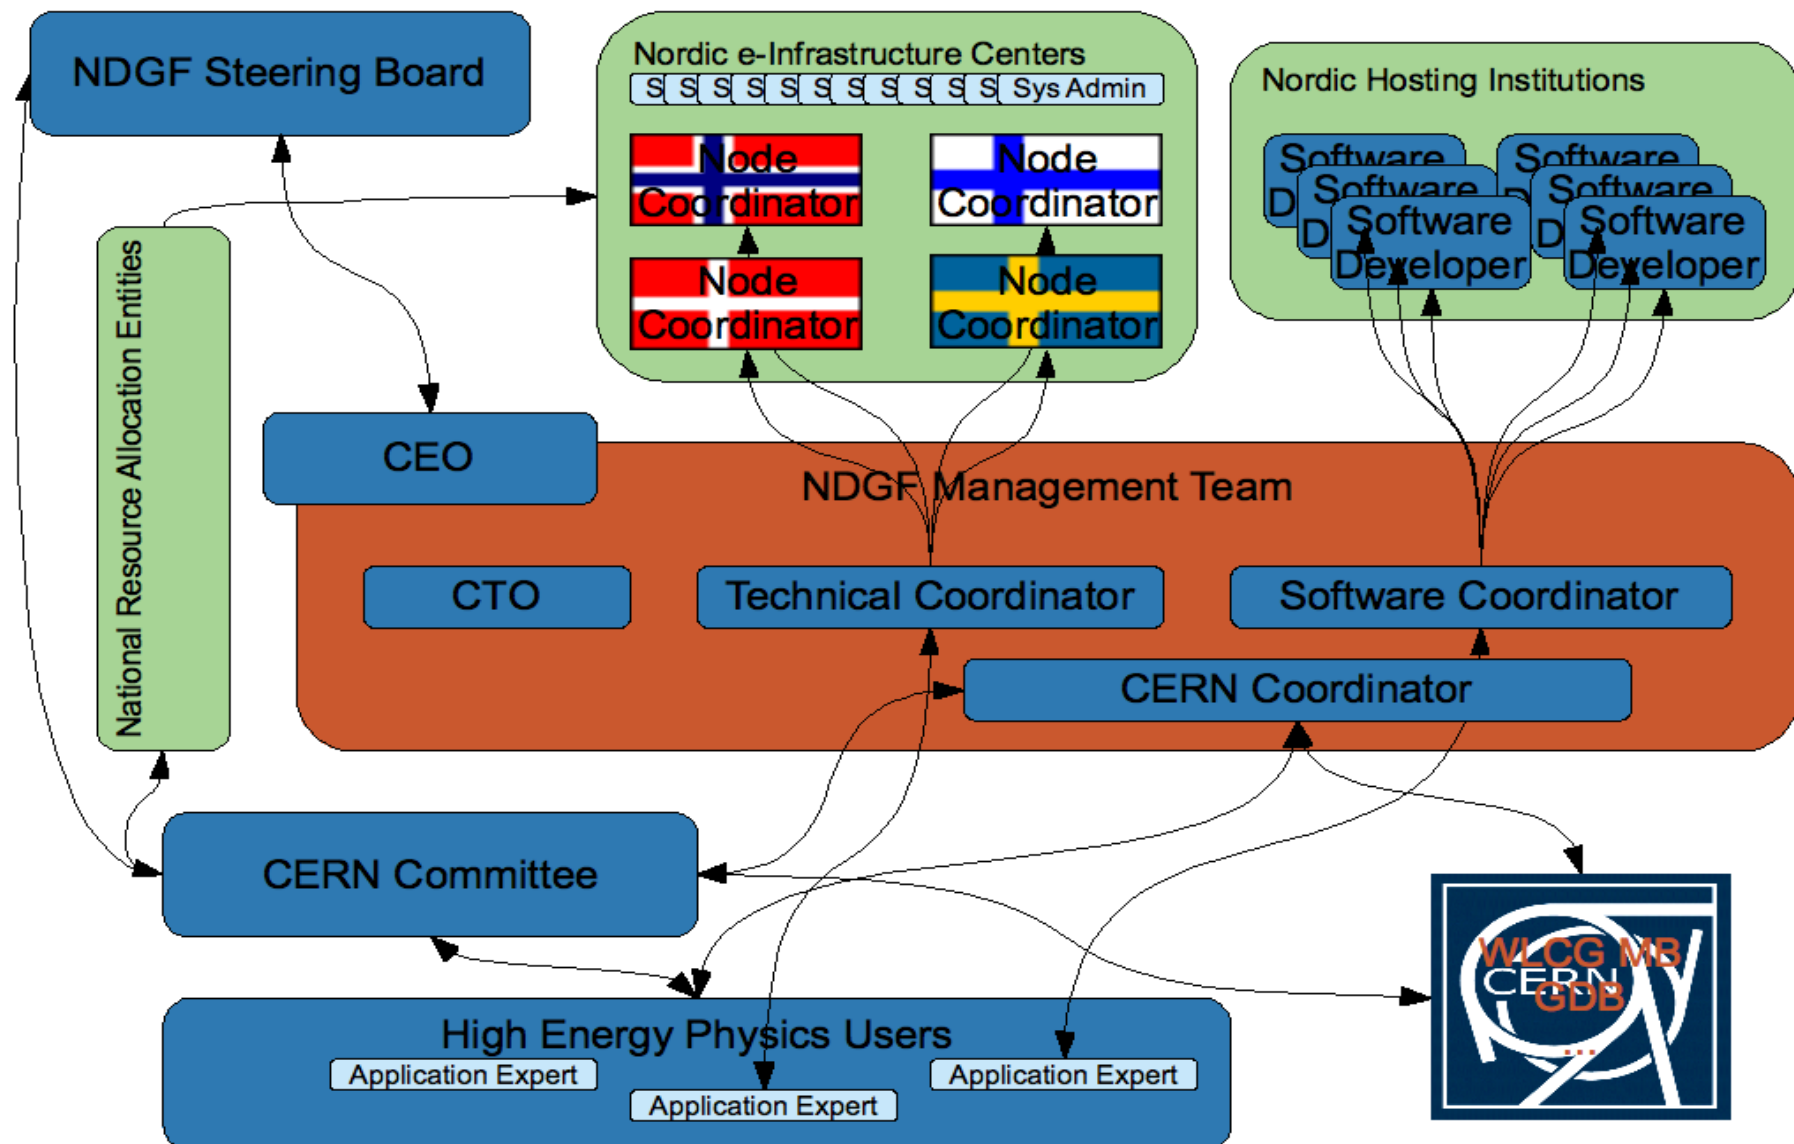 NDGF Steering Board
Nordic e-Infrastructure Centers
S S S S S S S S S S S Sys Admin
Node
Coordinator
Node
Coordinator
Node
Coordinator
Node
Coordinator
Nordic Hosting Institutions
Software
D
Software
D
Software
Developer
Software
D
Software
D
Software
Developer
National Resource Allocation Entities
CEO
NDGF Management Team
CTO
Technical Coordinator
Software Coordinator
CERN Coordinator
CERN Committee
High Energy Physics Users
Application Expert
Application Expert
Application Expert
WLCG MB
CERN
GDB
...